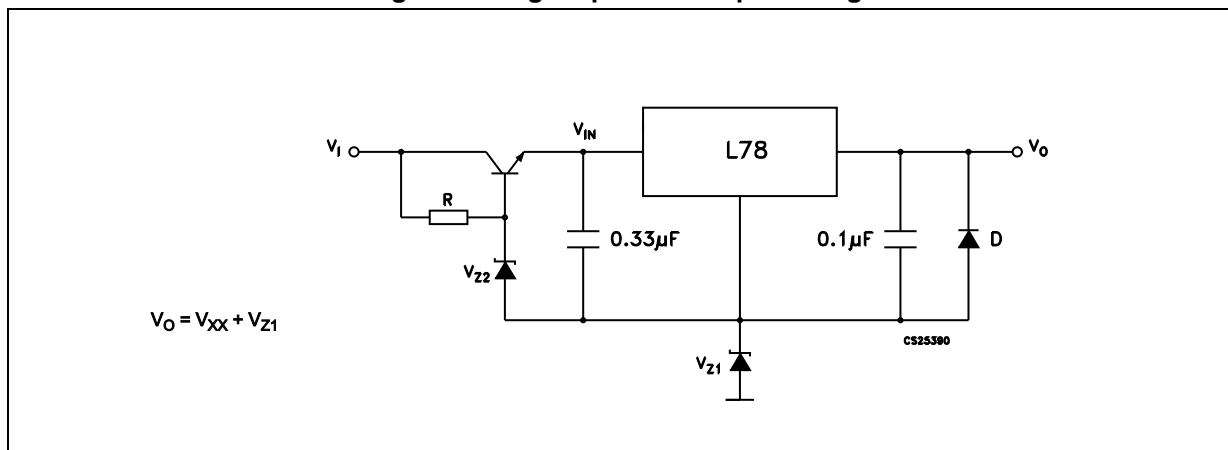 V_I
V_IN
L78
V_O
R
0.33µF
0.1µF
D
V_Z2
V_O = V_XX + V_Z1
CS25390
V_Z1